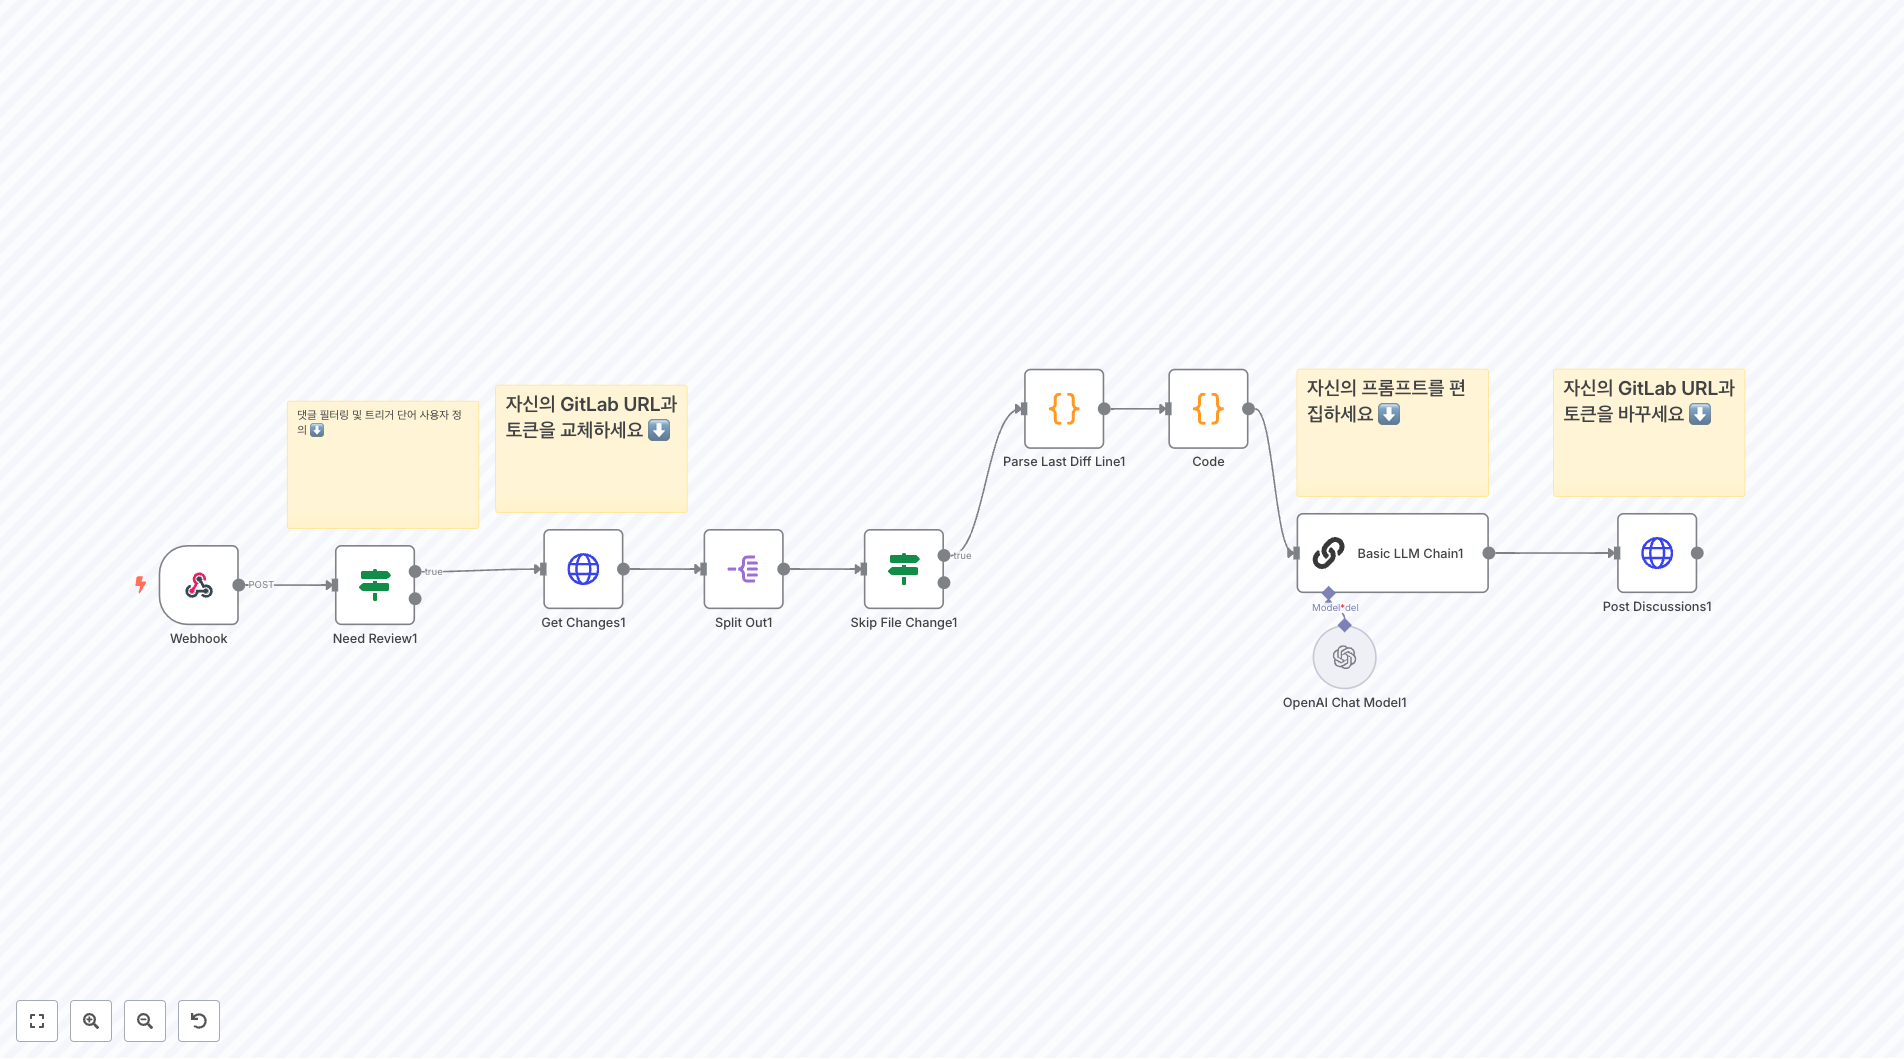 댓글 필터링 및 트리거 단어 사용자 정
의 ⬇️
자신의 GitLab URL과
토큰을 교체하세요 ⬇️
자신의 프롬프트를 편
집하세요 ⬇️
자신의 GitLab URL과
토큰을 바꾸세요 ⬇️
Parse Last Diff Line1
Code
POST
true
true
Basic LLM Chain1
Webhook
Need Review1
Get Changes1
Split Out1
Skip File Change1
Post Discussions1
Model*del
OpenAI Chat Model1